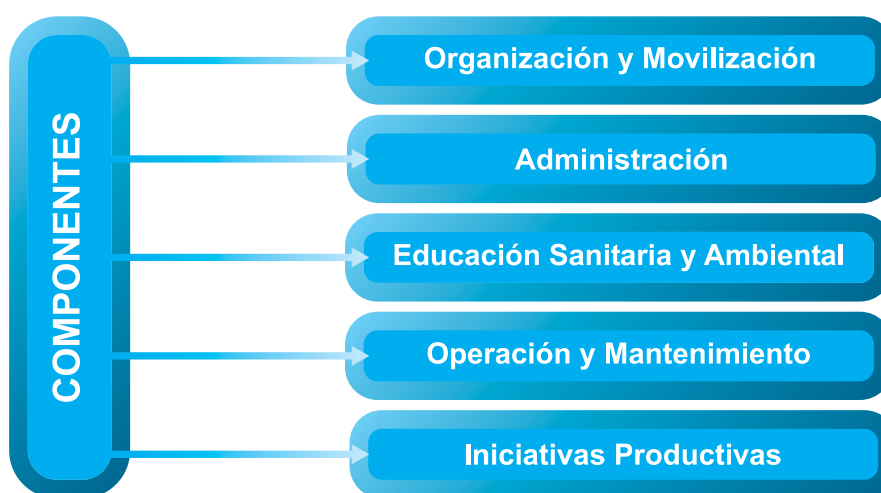 COMPONENTES
Organización y Movilización
Administración
Educación Sanitaria y Ambiental
Operación y Mantenimiento
Iniciativas Productivas